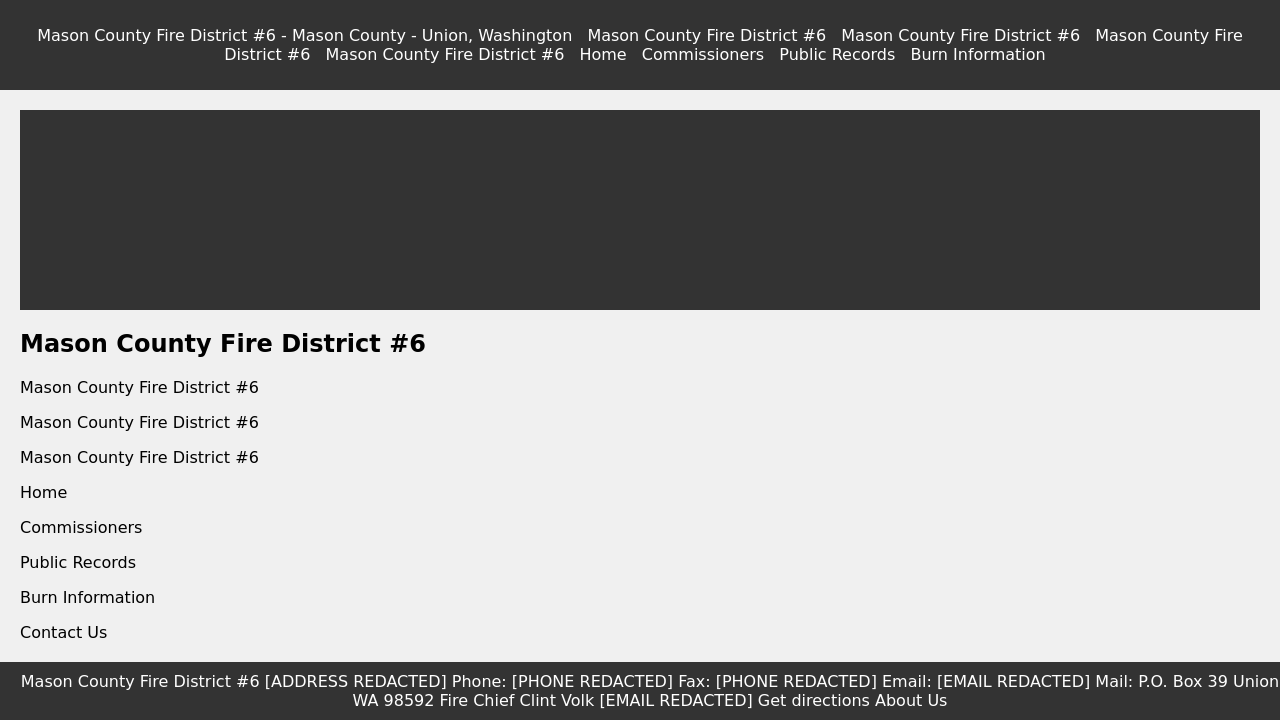 Mason County Fire District #6 - Mason County - Union, Washington Mason County Fire District #6 Mason County Fire District #6 Mason County Fire
District #6 Mason County Fire District #6 Home Commissioners Public Records Burn Information
Mason County Fire District #6
Mason County Fire District #6
Mason County Fire District #6
Mason County Fire District #6
Home
Commissioners
Public Records
Burn Information
Contact Us
Mason County Fire District #6 [ADDRESS REDACTED] Phone: [PHONE REDACTED] Fax: [PHONE REDACTED] Email: [EMAIL REDACTED] Mail: P.O. Box 39 Union
WA 98592 Fire Chief Clint Volk [EMAIL REDACTED] Get directions About Us